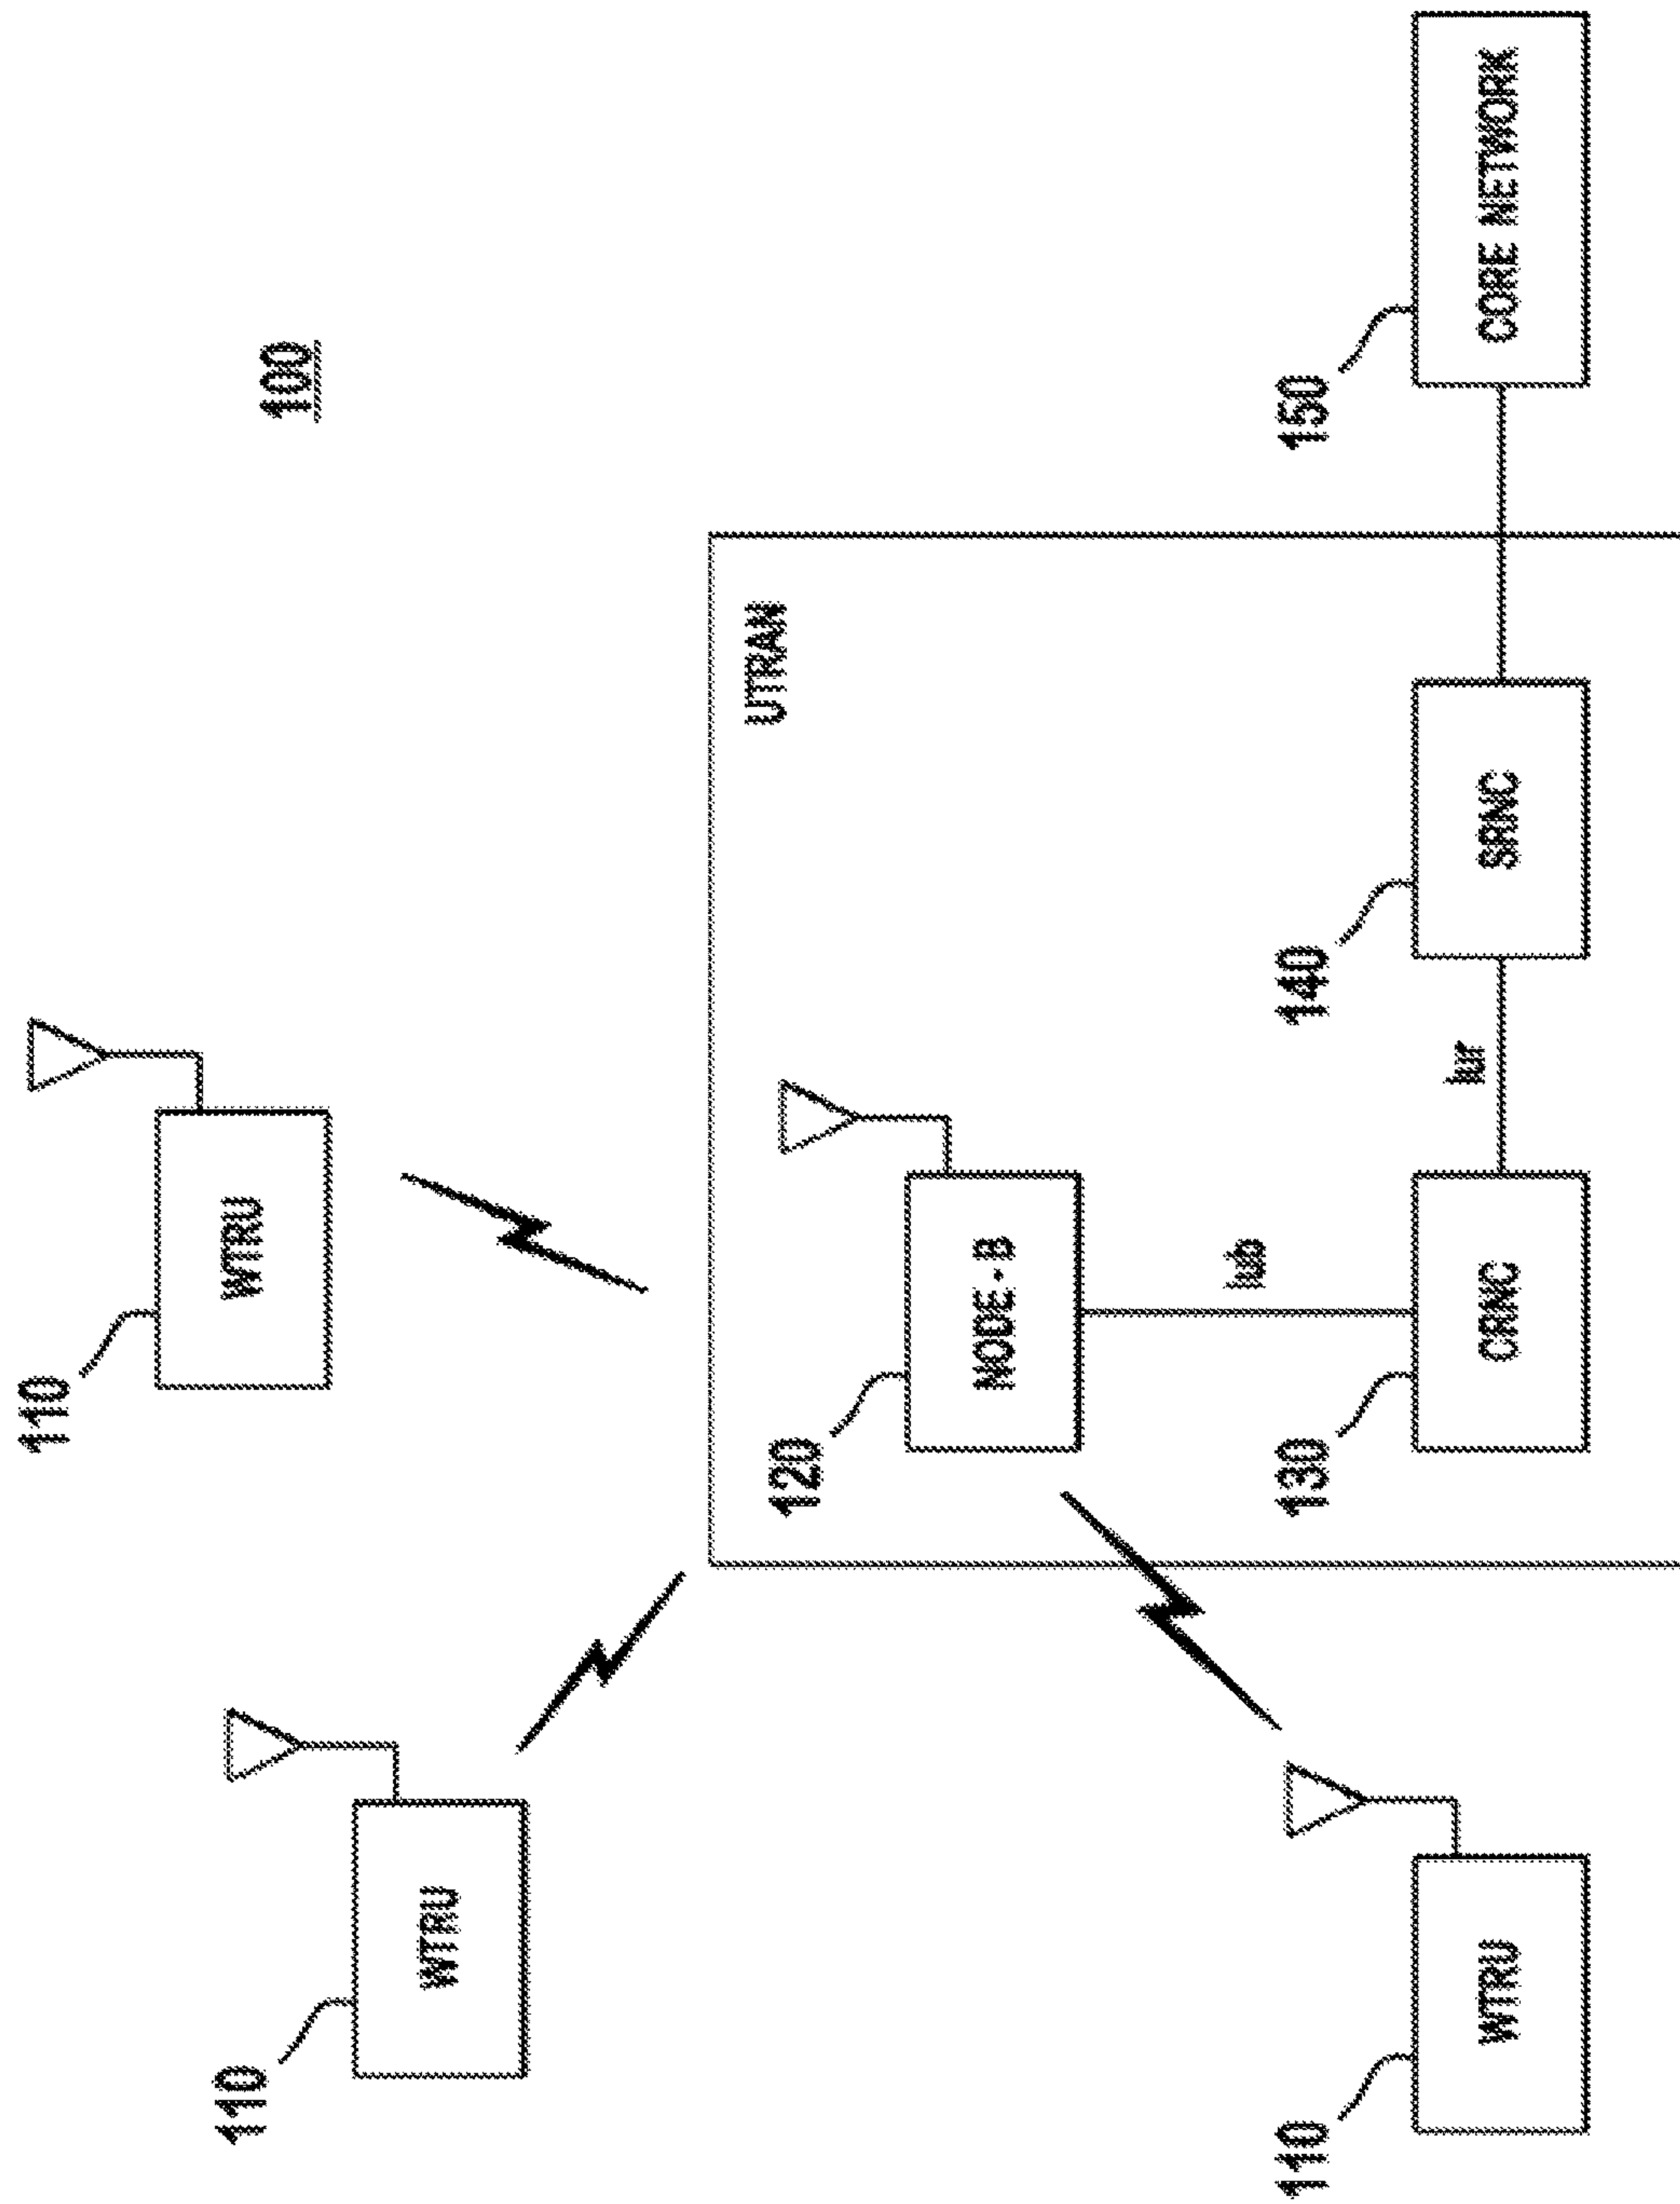 100
110
WTRU
110
WTRU
UTRAN
120
NODE - B
Iub
110
WTRU
130
CRNC
Iur
140
SRNC
150
CORE NETWORK